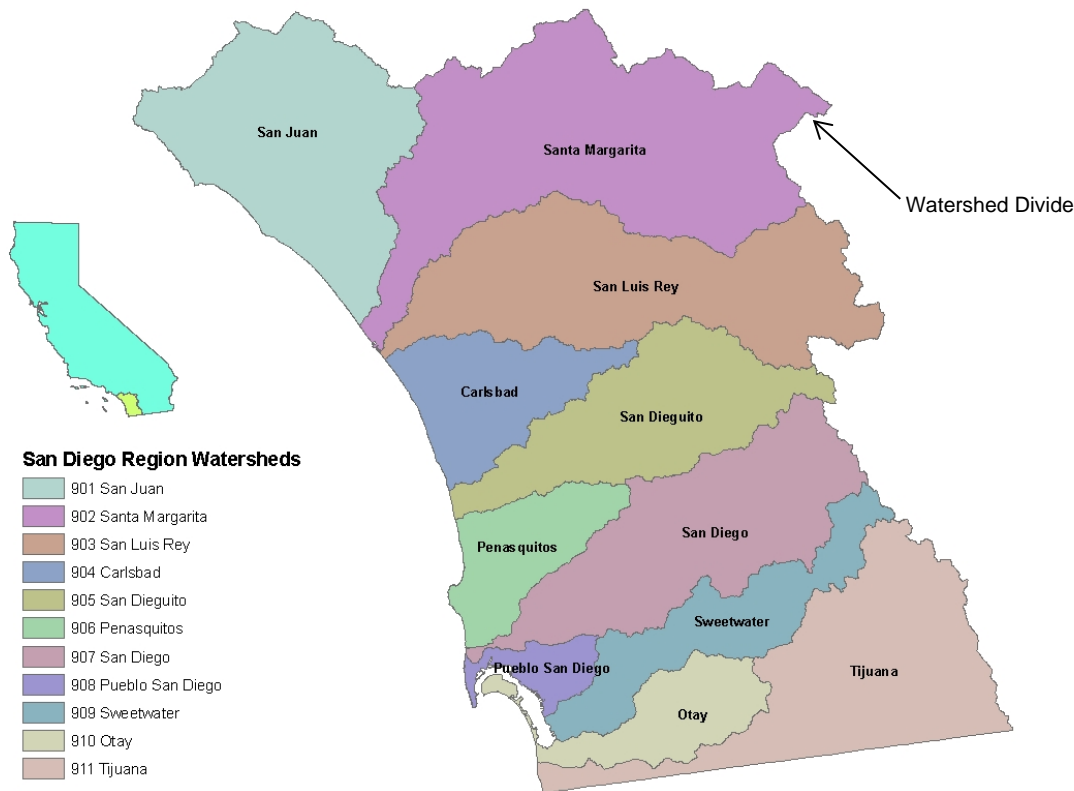 San Juan
Santa Margarita
Watershed Divide
San Luis Rey
Carlsbad
San Dieguito
San Diego Region Watersheds
901 San Juan
902 Santa Margarita
903 San Luis Rey
904 Carlsbad
905 San Dieguito
906 Penasquitos
907 San Diego
908 Pueblo San Diego
909 Sweetwater
910 Otay
911 Tijuana
Penasquitos
San Diego
Sweetwater
Pueblo San Diego
Tijuana
Otay